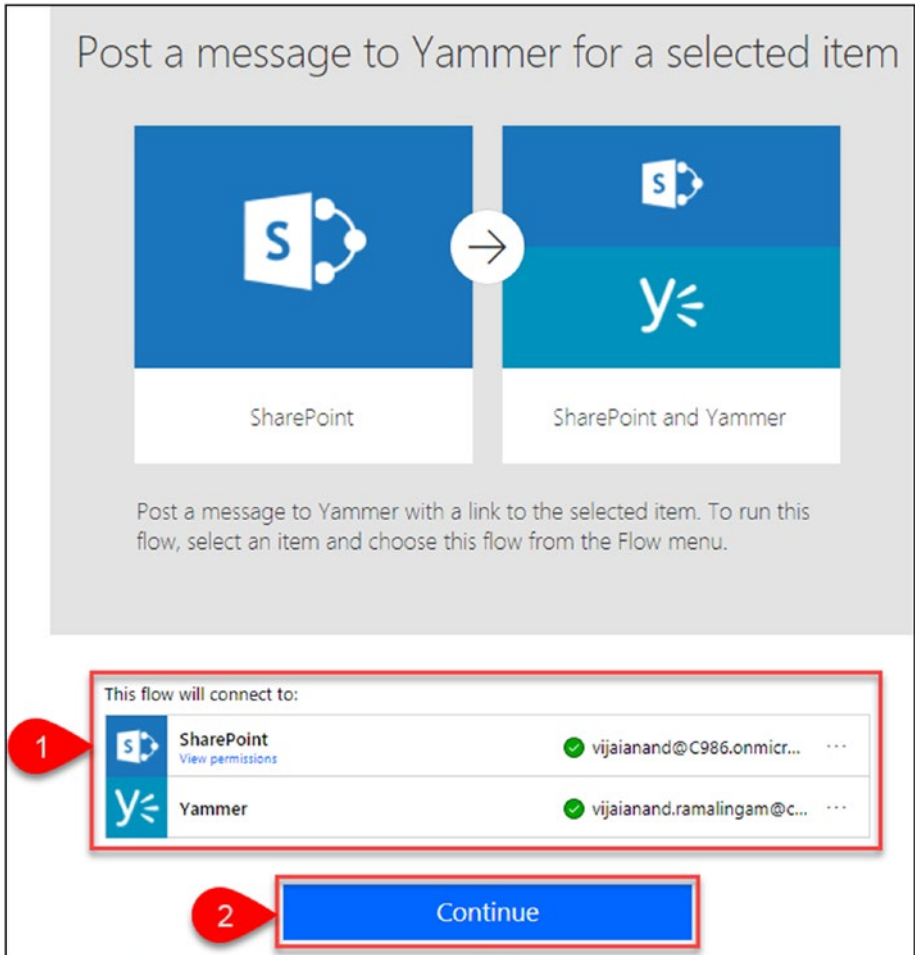 Post a message to Yammer for a selected item
S
S
y
SharePoint
SharePoint and Yammer
Post a message to Yammer with a link to the selected item. To run this
flow, select an item and choose this flow from the Flow menu.
This flow will connect to:
1
S
SharePoint
View permissions
vijaianand@C986.onmicr... ...
y
Yammer
vijaianand.ramalingam@c... ...
2
Continue